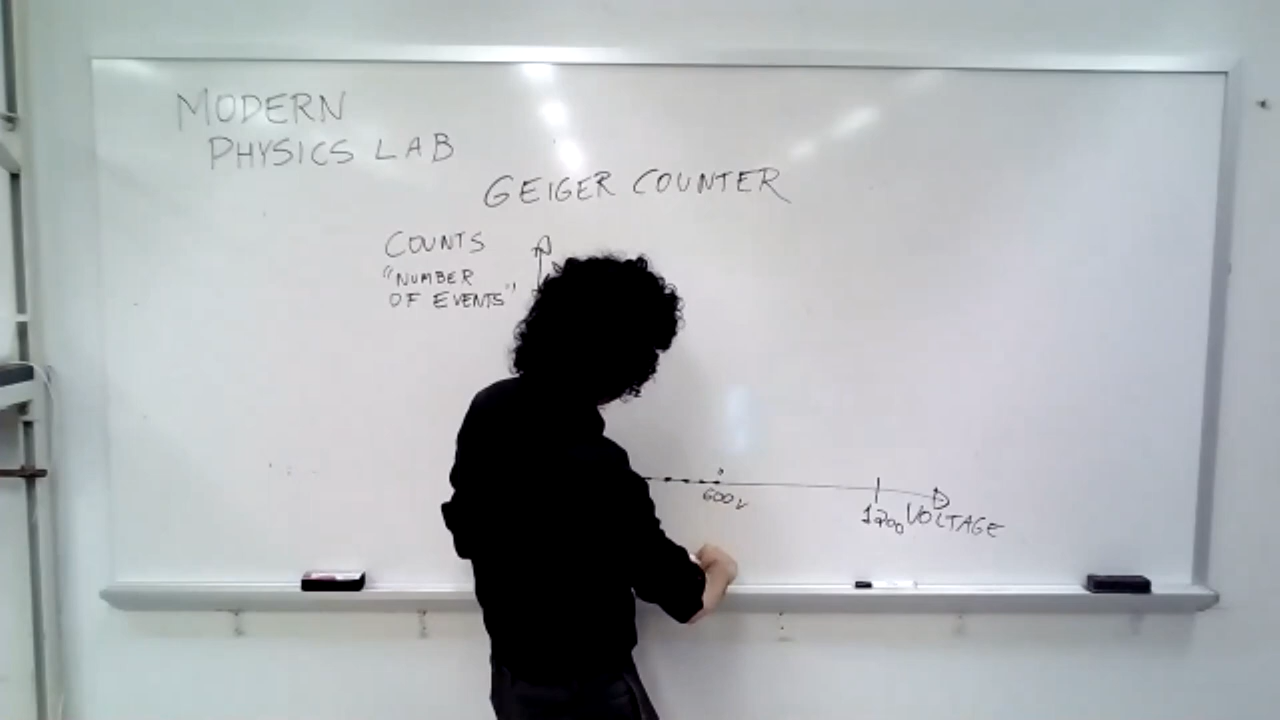 MODERN
PHYSICS LAB
GEIGER COUNTER
COUNTS
"NUMBER
OF EVENTS"
600V
1200 VOLTAGE